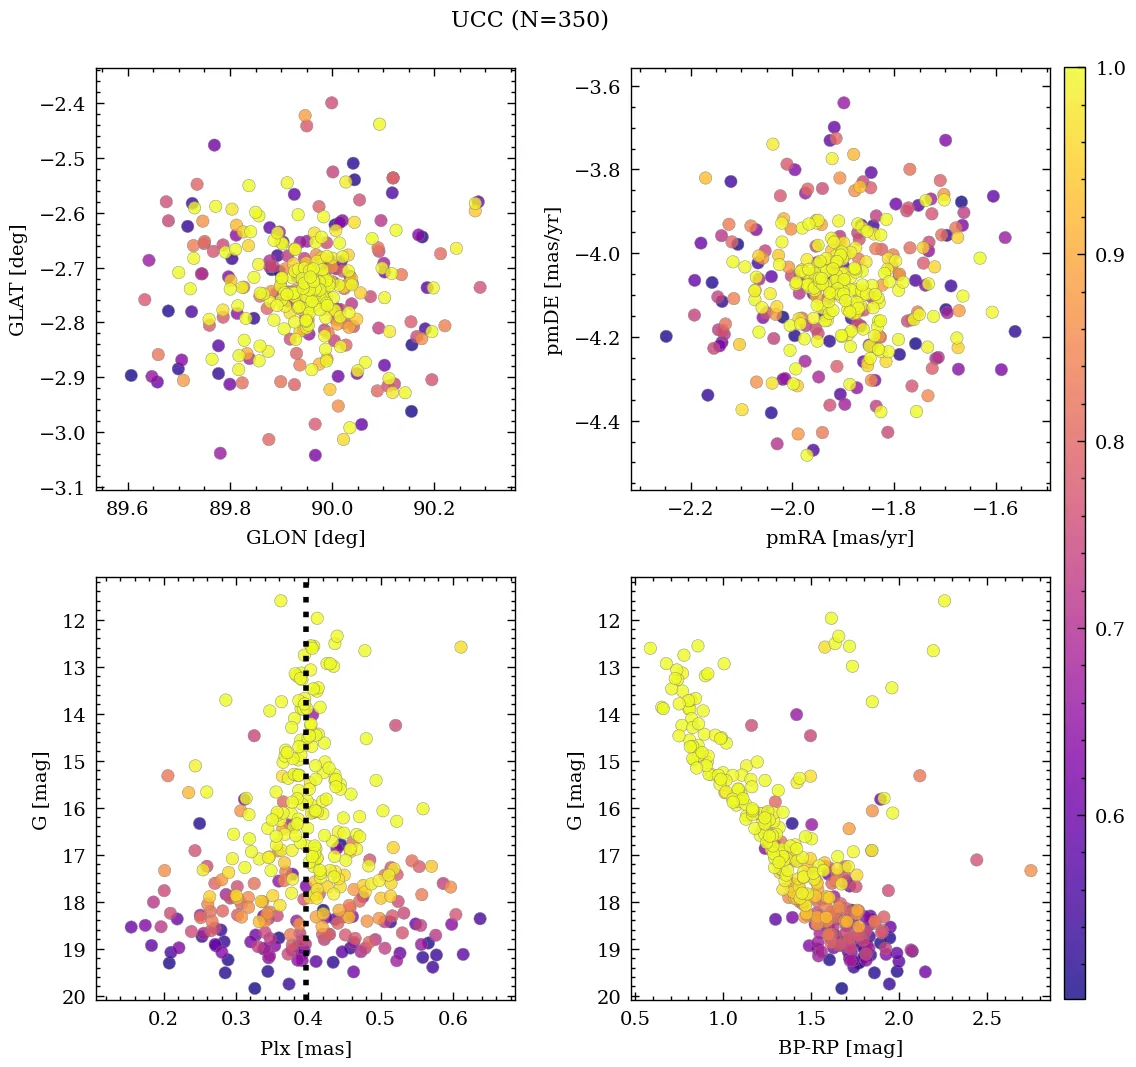 UCC (N=350)
−2.4
−2.5
−2.6
−2.7
−2.8
−2.9
−3.0
−3.1
GLAT [deg]
89.6 89.8 90.0 90.2
GLON [deg]
−3.6
−3.8
−4.0
−4.2
−4.4
pmDE [mas/yr]
−2.2 −2.0 −1.8 −1.6
pmRA [mas/yr]
12
13
14
15
16
17
18
19
20
G [mag]
0.2 0.3 0.4 0.5 0.6
Plx [mas]
12
13
14
15
16
17
18
19
20
G [mag]
0.5 1.0 1.5 2.0 2.5
BP-RP [mag]
1.0
0.9
0.8
0.7
0.6